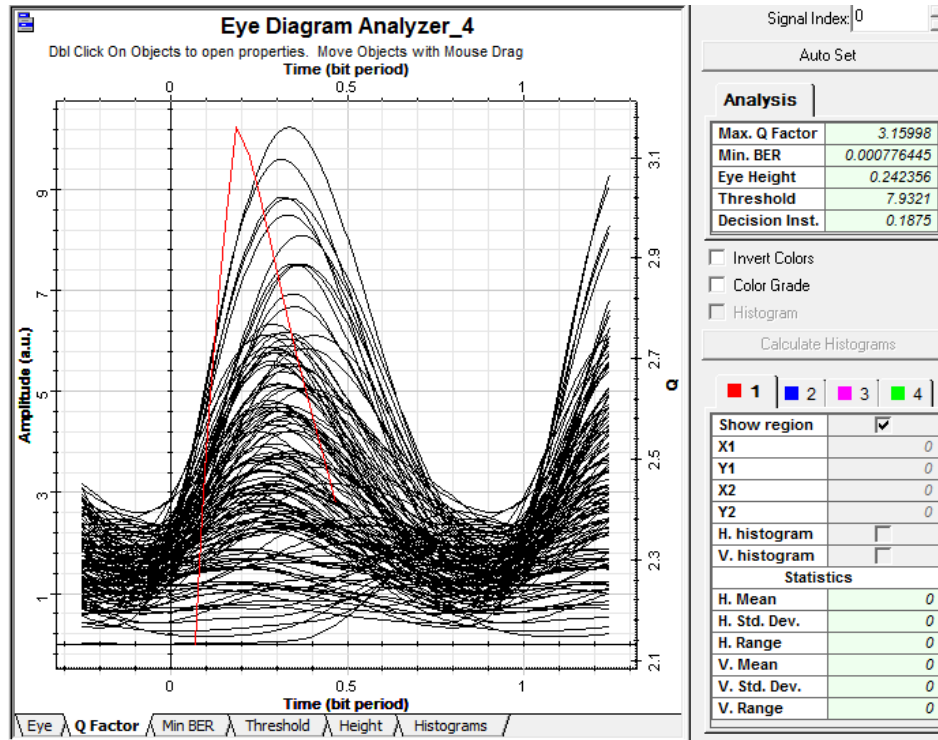 Eye Diagram Analyzer_4
Dbl Click On Objects to open properties. Move Objects with Mouse Drag
Time (bit period)
0 0.5 1
Amplitude (a.u.)
9
7
5
3
1
3.1
2.9
2.7
2.5
2.3
2.1
Q
0 0.5 1
Time (bit period)
Eye Q Factor Min BER Threshold Height Histograms
Signal Index: 0
Auto Set
Analysis
Max. Q Factor 3.15998
Min. BER 0.000776445
Eye Height 0.242356
Threshold 7.9321
Decision Inst. 0.1875
Invert Colors
Color Grade
Histogram
Calculate Histograms
1 2 3 4
Show region
X1 0
Y1 0
X2 0
Y2 0
H. histogram
V. histogram
Statistics
H. Mean 0
H. Std. Dev. 0
H. Range 0
V. Mean 0
V. Std. Dev. 0
V. Range 0